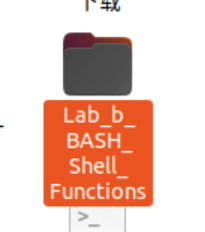 下载
Lab_b_
BASH_
Shell_
Functions
>_